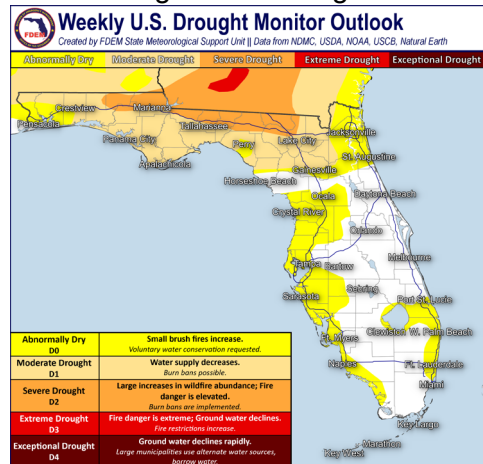 Weekly U.S. Drought Monitor Outlook
Created by FDEM State Meteorological Support Unit || Data from NDMC, USDA, NOAA, USCB, Natural Earth
FDEM
Abnormally Dry Moderate Drought Severe Drought Extreme Drought Exceptional Drought
Crestview
Marianna
Pensacola
Tallahassee
Jacksonville
Panama City
Perry
Lake City
Apalachicola
St. Augustine
Gainesville
Horseshoe Beach
Ocala
Daytona Beach
Crystal River
Orlando
Tampa
Bartow
Melbourne
Sebring
Sarasota
Port St. Lucie
Ft. Myers
Clewiston
W. Palm Beach
Naples
Ft. Lauderdale
Miami
Key Largo
Marathon
Key West
Abnormally Dry
D0
Small brush fires increase.
Voluntary water conservation requested.
Moderate Drought
D1
Water supply decreases.
Burn bans possible.
Severe Drought
D2
Large increases in wildfire abundance; Fire
danger is elevated.
Burn bans are implemented.
Extreme Drought
D3
Fire danger is extreme; Ground water declines.
Fire restrictions increase.
Exceptional Drought
D4
Ground water declines rapidly.
Large municipalities use alternate water sources,
borrow water.